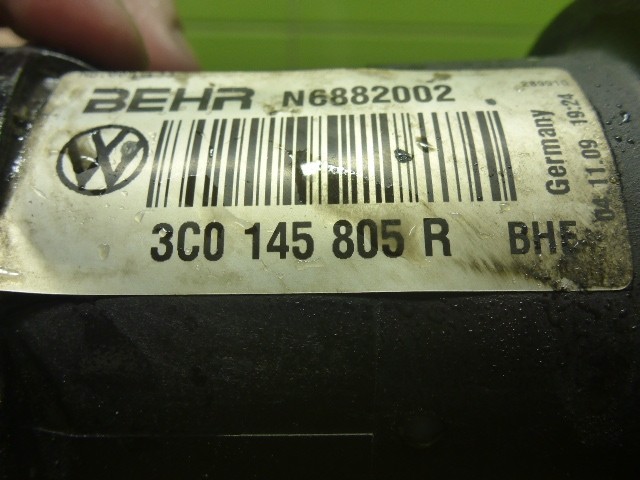 BEHR N6882002
3C0 145 805 R BHE
Germany
04 11.09 19:24